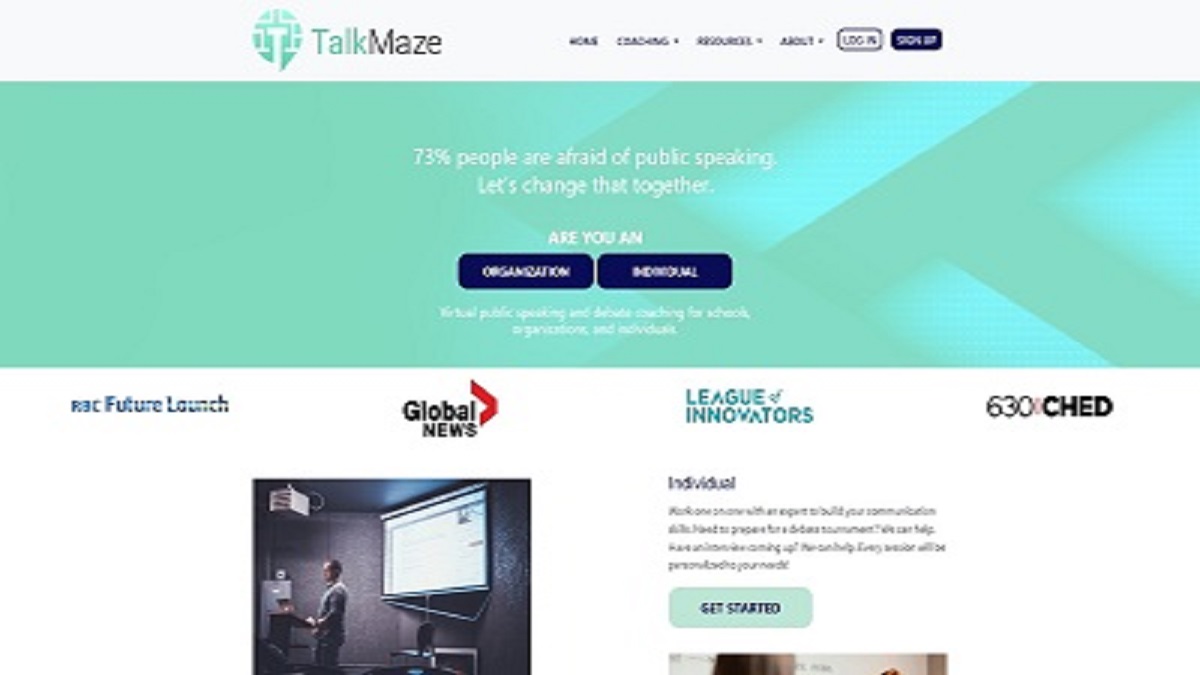 TalkMaze
HOME COACHING RESOURCES ABOUT LOG IN SIGN UP
73% people are afraid of public speaking.
Let's change that together.
ARE YOU AN
ORGANIZATION INDIVIDUAL
Virtual public speaking and debate coaching for schools,
organizations, and individuals.
RBC Future Launch
Global
NEWS
LEAGUE of
INNOVATORS
630 CHED
Individual
Work one on one with an expert to build your communication
skills. Need to prepare for a debate tournament? We can help.
Have an interview coming up? We can help. Every session will be
personalized to your needs!
GET STARTED